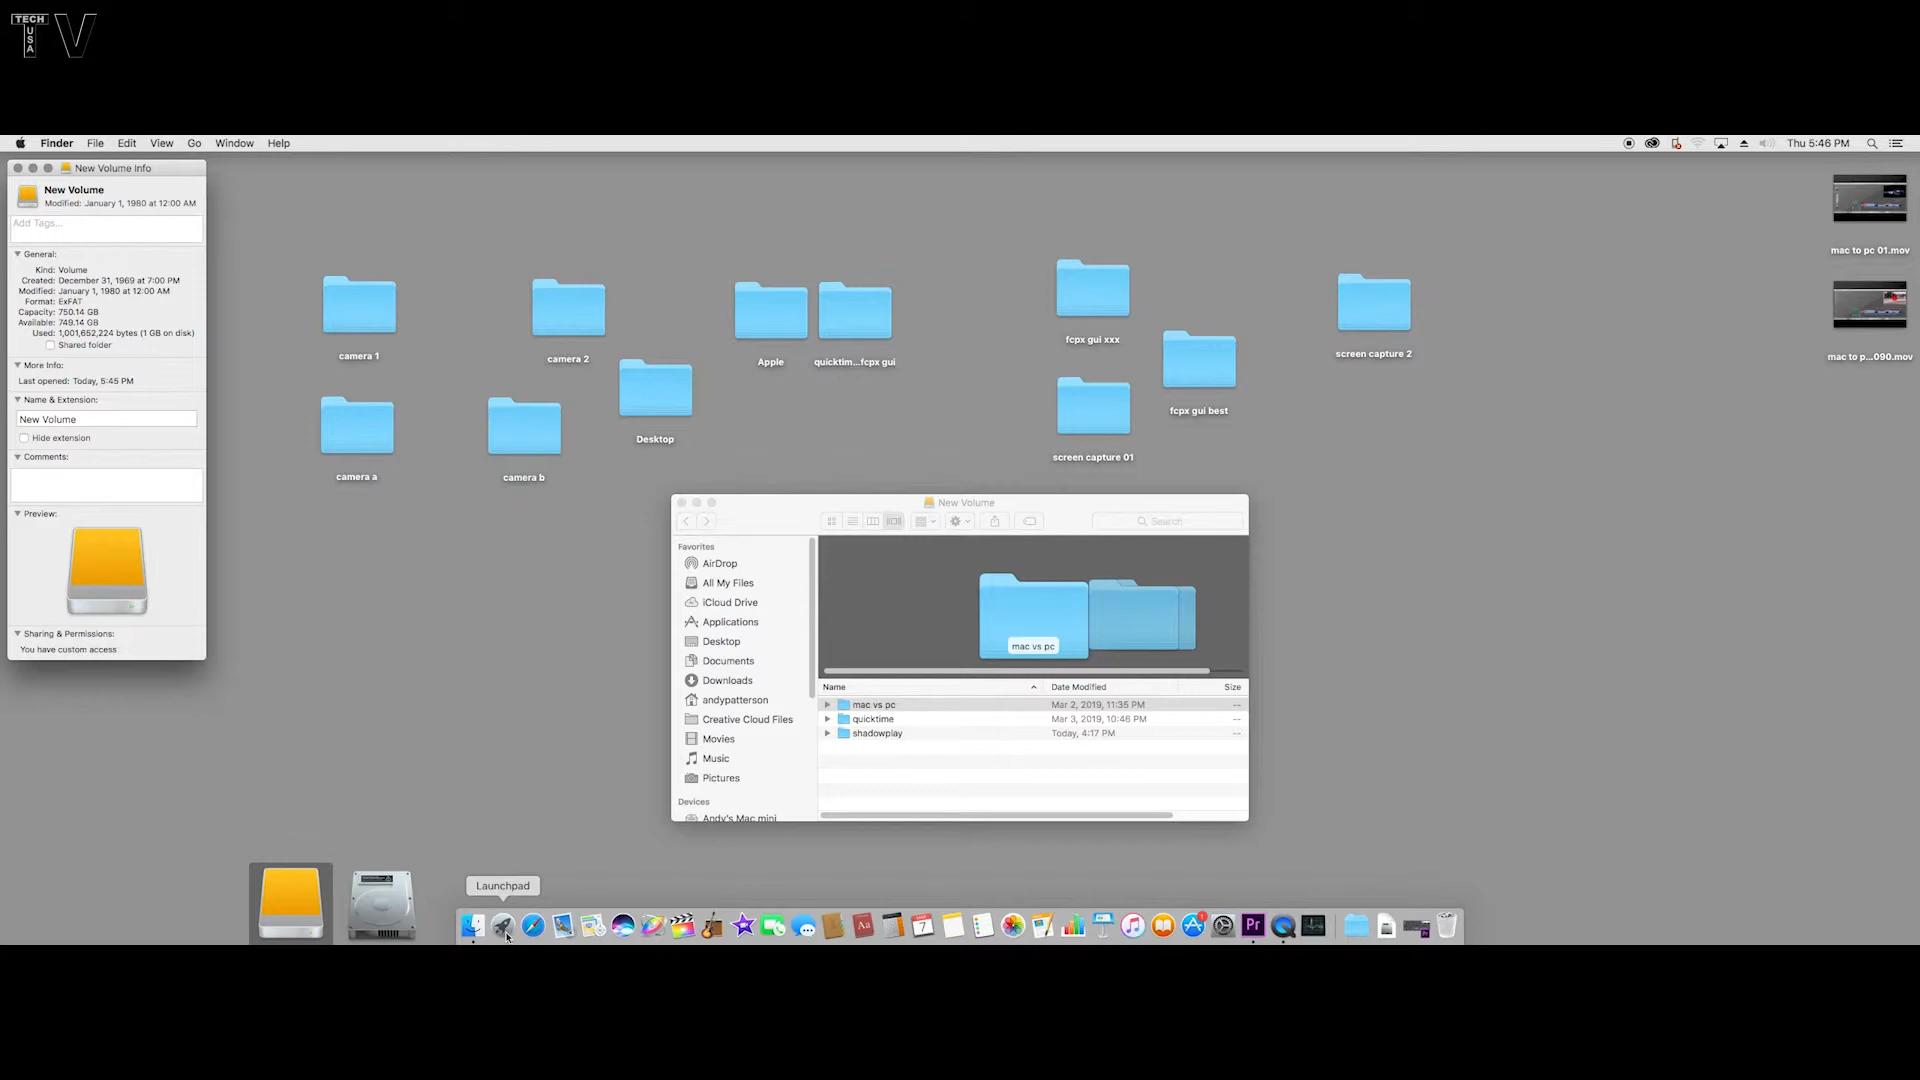 TECH
USA
TV
Finder File Edit View Go Window Help
Thu 5:46 PM
New Volume Info
New Volume
Modified: January 1, 1980 at 12:00 AM
Add Tags...
General:
Kind: Volume
Created: December 31, 1969 at 7:00 PM
Modified: January 1, 1980 at 12:00 AM
Format: ExFAT
Capacity: 750.14 GB
Available: 749.14 GB
Used: 1,001,652,224 bytes (1 GB on disk)
Shared folder
More Info:
Last opened: Today, 5:45 PM
Name & Extension:
New Volume
Hide extension
Comments:
Preview:
Sharing & Permissions:
You have custom access
camera 1
camera 2
Apple
quicktim...fcpx gui
fcpx gui xxx
screen capture 2
mac to pc 01.mov
mac to p...090.mov
fcpx gui best
Desktop
screen capture 01
camera a
camera b
New Volume
Search
Favorites
AirDrop
All My Files
iCloud Drive
Applications
Desktop
Documents
Downloads
andypatterson
Creative Cloud Files
Movies
Music
Pictures
Devices
Andy's Mac mini
mac vs pc
Name Date Modified Size
mac vs pc Mar 2, 2019, 11:35 PM --
quicktime Mar 3, 2019, 10:46 PM --
shadowplay Today, 4:17 PM --
Launchpad
Aa
7
1
Pr